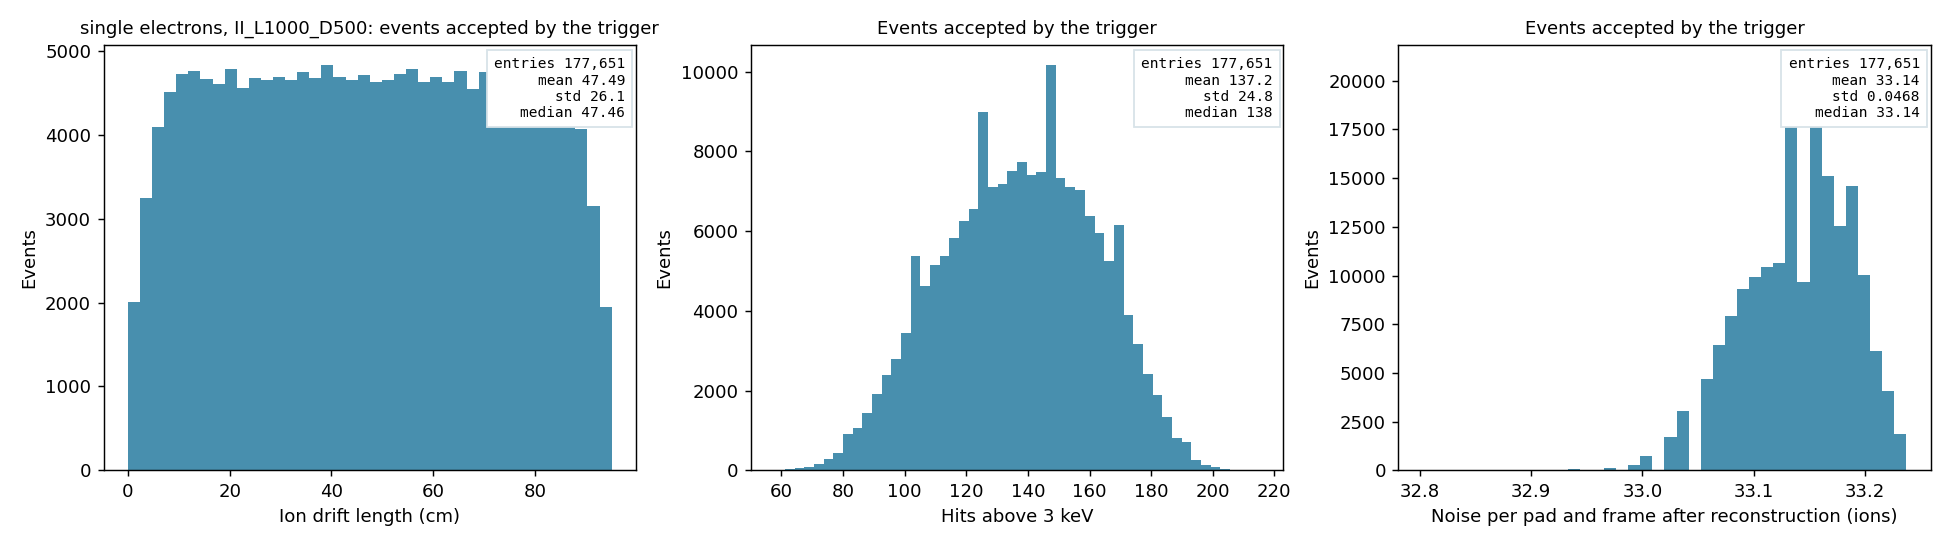 single electrons, II_L1000_D500: events accepted by the trigger
5000
4000
3000
2000
1000
0
Events
0 20 40 60 80
Ion drift length (cm)
entries 177,651
mean 47.49
std 26.1
median 47.46
Events accepted by the trigger
10000
8000
6000
4000
2000
0
Events
60 80 100 120 140 160 180 200 220
Hits above 3 keV
entries 177,651
mean 137.2
std 24.8
median 138
Events accepted by the trigger
20000
17500
15000
12500
10000
7500
5000
2500
0
Events
32.8 32.9 33.0 33.1 33.2
Noise per pad and frame after reconstruction (ions)
entries 177,651
mean 33.14
std 0.0468
median 33.14